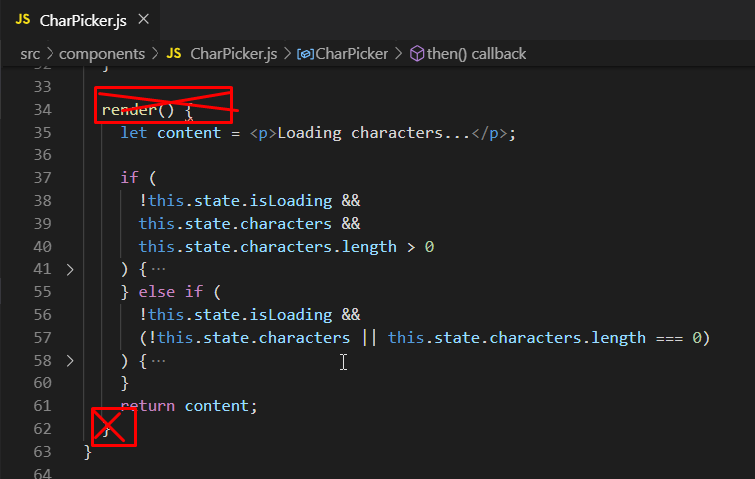 JS CharPicker.js ×
src > components > JS CharPicker.js > CharPicker > then() callback
32 }
33
34 render() {
35 let content = <p>Loading characters...</p>;
36
37 if (
38 !this.state.isLoading &&
39 this.state.characters &&
40 this.state.characters.length > 0
41 > ) {···
55 } else if (
56 !this.state.isLoading &&
57 (!this.state.characters || this.state.characters.length === 0)
58 > ) {···
60 }
61 return content;
62 }
63 }
64